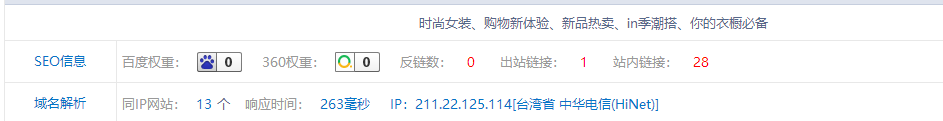 时尚女装、购物新体验、新品热卖、in季潮搭、你的衣橱必备
SEO信息 百度权重： 0 360权重： 0 反链数： 0 出站链接： 1 站内链接： 28
域名解析 同IP网站： 13 个 响应时间： 263毫秒 IP：211.22.125.114[台湾省 中华电信(HiNet)]